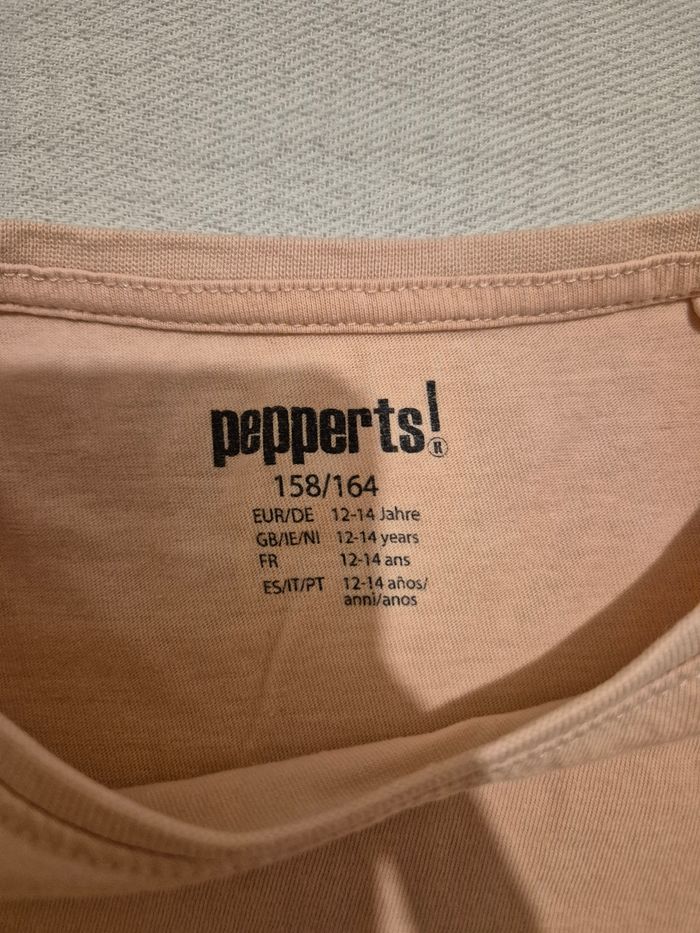 pepperts!®
158/164
EUR/DE 12-14 Jahre
GB/IE/NI 12-14 years
FR 12-14 ans
ES/IT/PT 12-14 años/
anni/anos